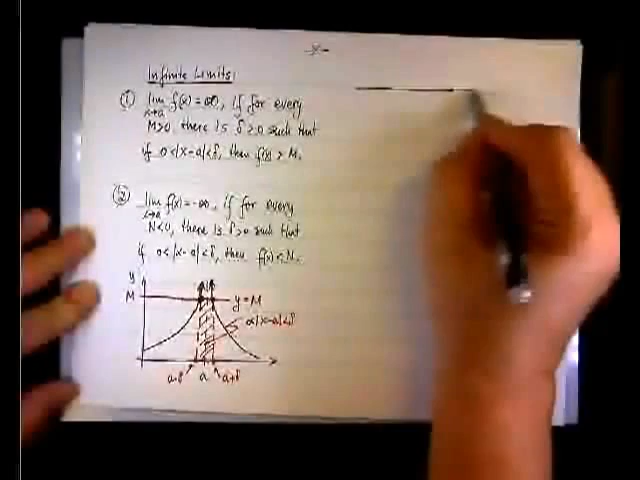 -x-
Infinite Limits:
① lim f(x) = ∞, if for every
x→a
M>0, there is δ>0 such that
if 0<|x-a|<δ, then f(x) > M.
② lim f(x) = -∞, if for every
x→a
N<0, there is δ>0 such that
if 0<|x-a|<δ, then f(x) < N.
y
M
y=M
0<|x-a|<δ
a-δ a a+δ